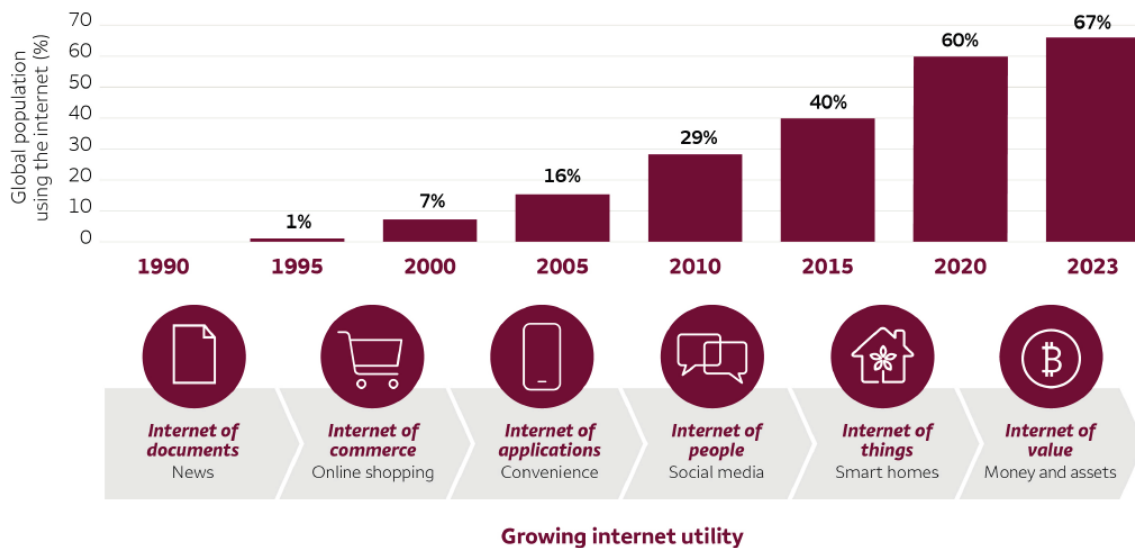 Global population
using the internet (%)
70
60
50
40
30
20
10
0
1%
7%
16%
29%
40%
60%
67%
1990
1995
2000
2005
2010
2015
2020
2023
Internet of
documents
News
Internet of
commerce
Online shopping
Internet of
applications
Convenience
Internet of
people
Social media
Internet of
things
Smart homes
Internet of
value
Money and assets
Growing internet utility